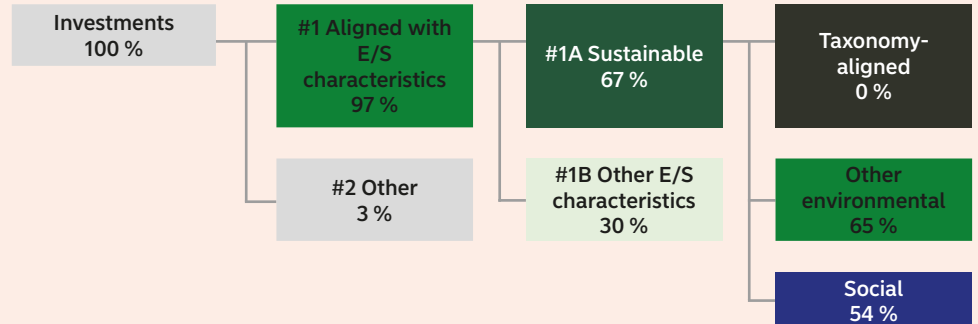 Investments
100 %
#1 Aligned with
E/S
characteristics
97 %
#2 Other
3 %
#1A Sustainable
67 %
#1B Other E/S
characteristics
30 %
Taxonomy-
aligned
0 %
Other
environmental
65 %
Social
54 %